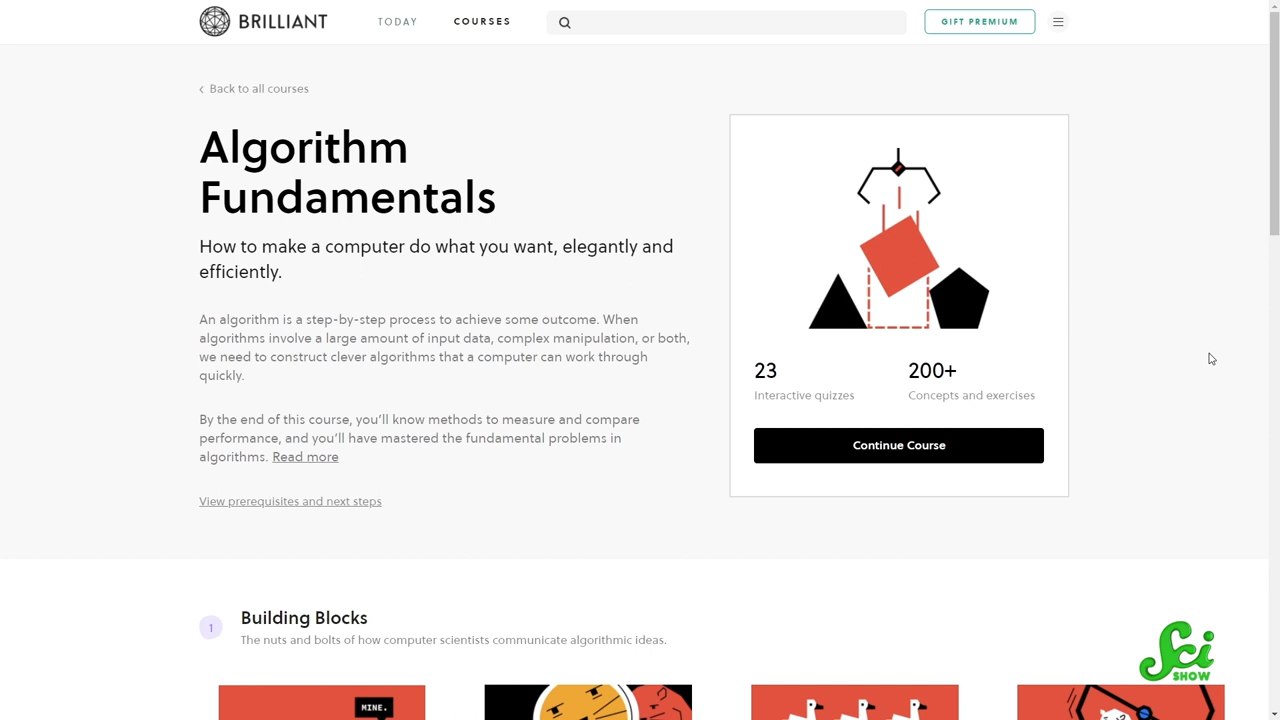 BRILLIANT
TODAY
COURSES
GIFT PREMIUM
Back to all courses
Algorithm
Fundamentals
How to make a computer do what you want, elegantly and
efficiently.
An algorithm is a step-by-step process to achieve some outcome. When
algorithms involve a large amount of input data, complex manipulation, or both,
we need to construct clever algorithms that a computer can work through
quickly.
By the end of this course, you'll know methods to measure and compare
performance, and you'll have mastered the fundamental problems in
algorithms. Read more
View prerequisites and next steps
23
Interactive quizzes
200+
Concepts and exercises
Continue Course
1
Building Blocks
The nuts and bolts of how computer scientists communicate algorithmic ideas.
MINE.
Sci
SHOW